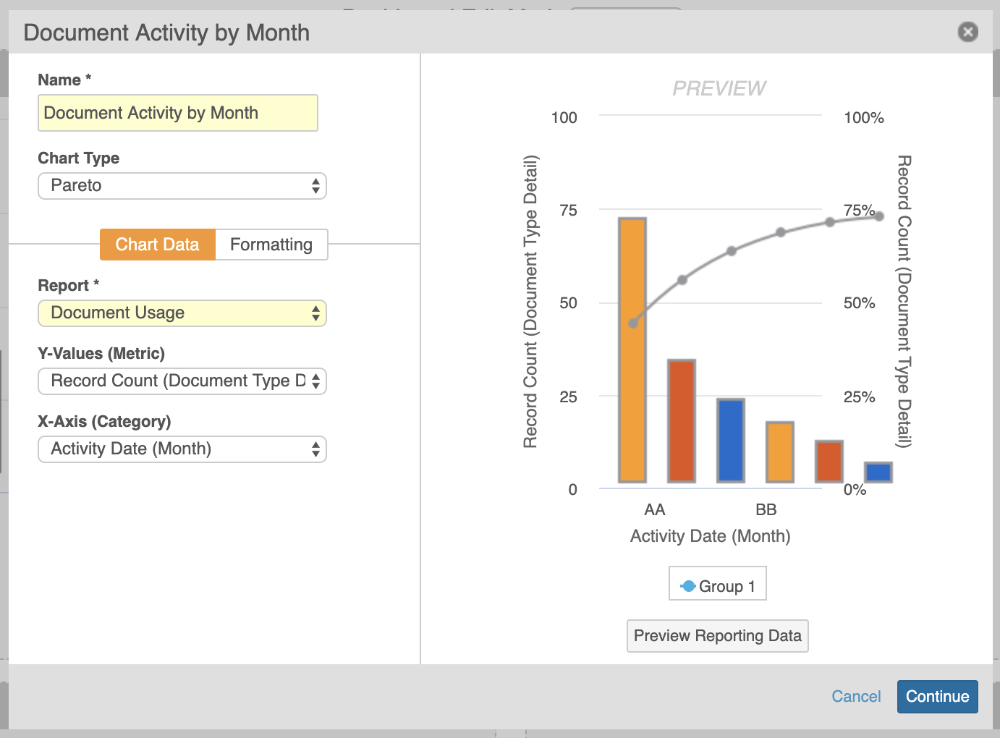 Document Activity by Month
Name *
Document Activity by Month
Chart Type
Pareto
Chart Data
Formatting
Report *
Document Usage
Y-Values (Metric)
Record Count (Document Type D
X-Axis (Category)
Activity Date (Month)
PREVIEW
Record Count (Document Type Detail)
100
75
50
25
0
100%
75%
50%
25%
0%
Record Count (Document Type Detail)
AA
BB
Activity Date (Month)
Group 1
Preview Reporting Data
Cancel
Continue